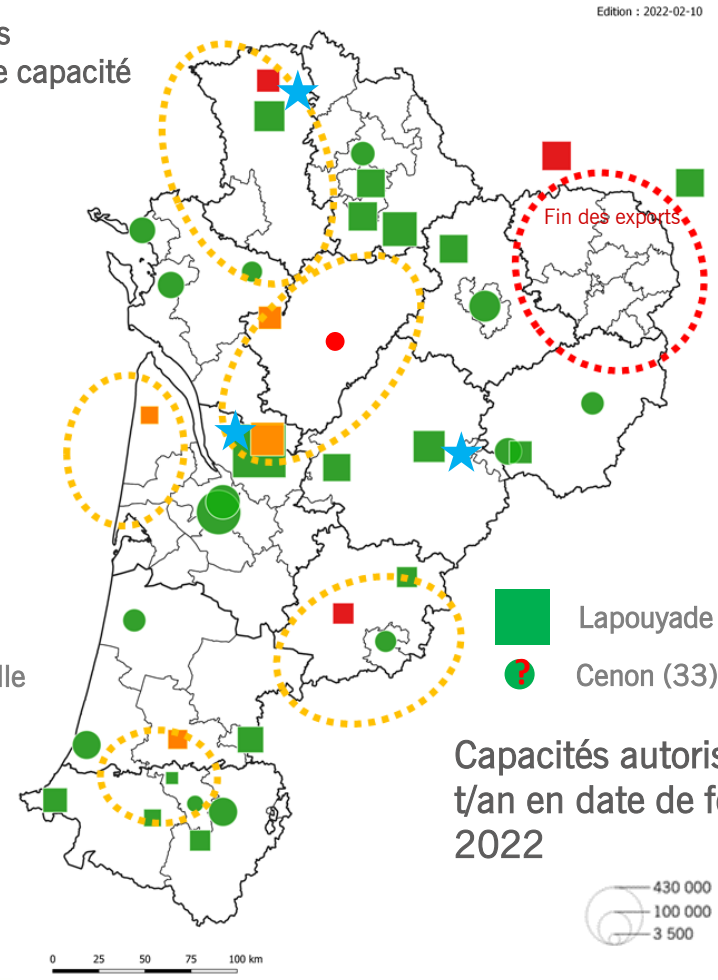 Edition : 2022-02-10
s
e capacité
Fin des exports
Lapouyade
?
Cenon (33)
lle
Capacités autoris
t/an en date de fe
2022
430 000
100 000
3 500
0 25 50 75 100 km